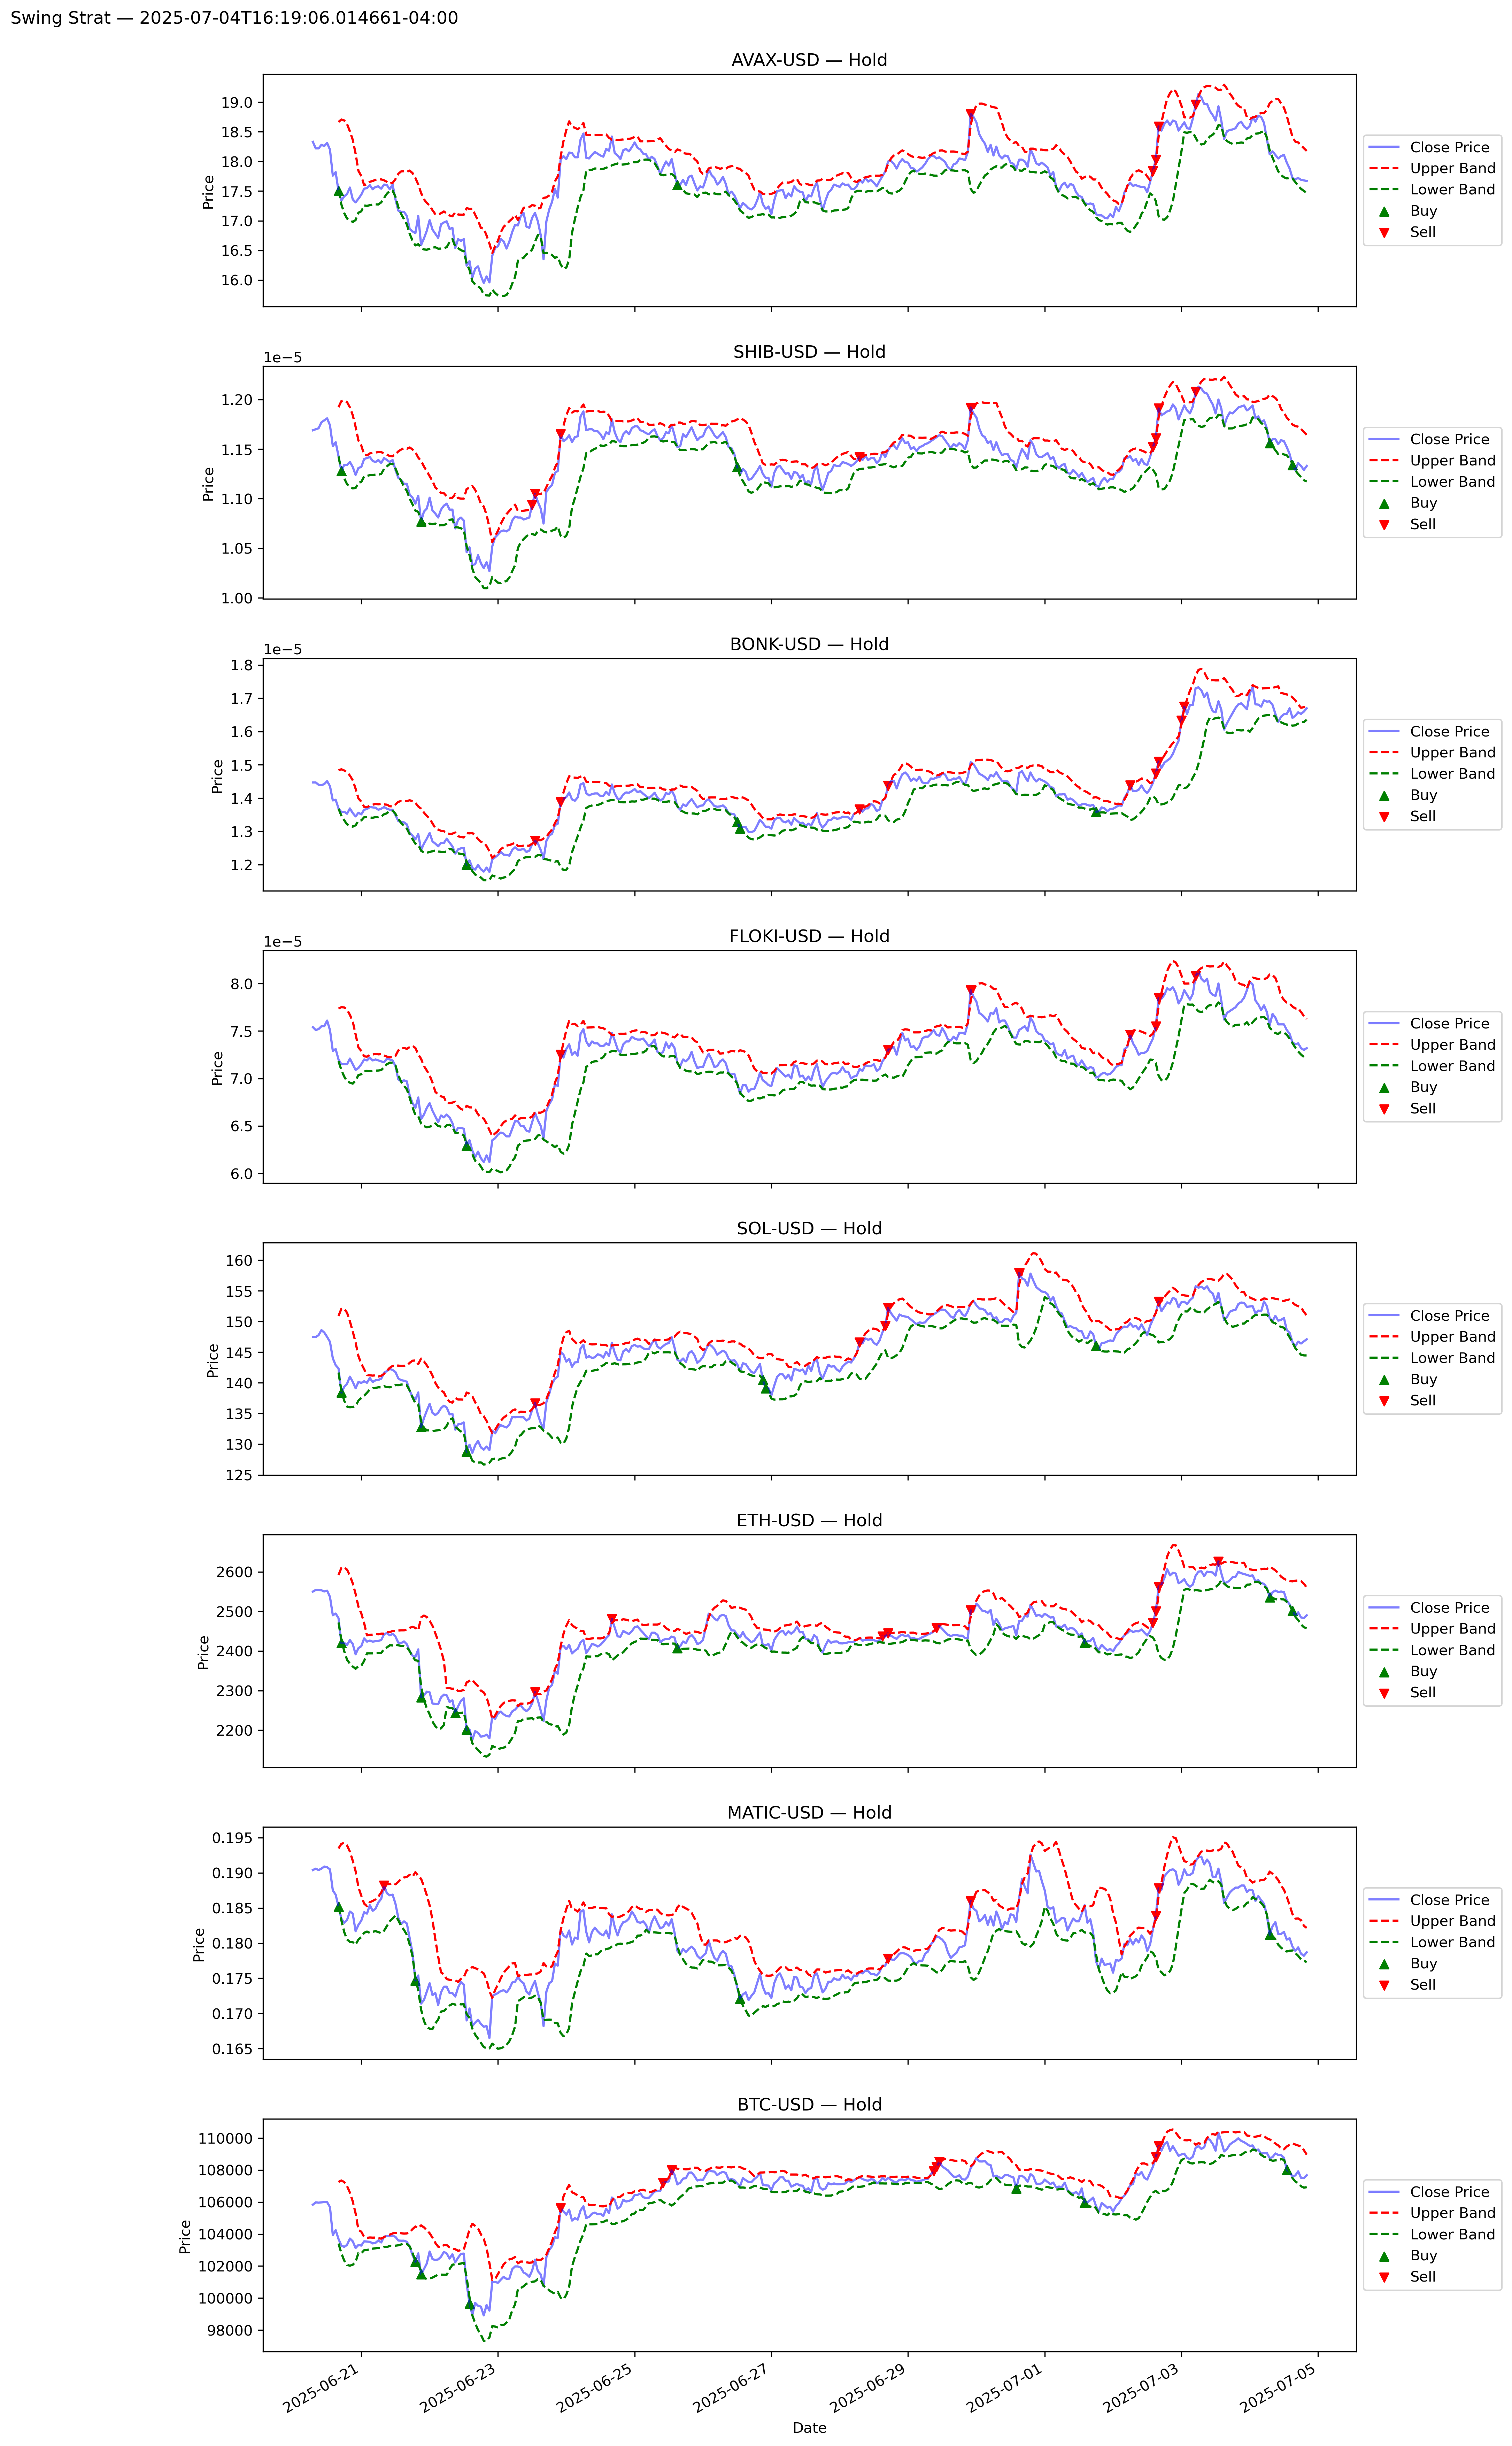 Swing Strat — 2025-07-04T16:19:06.014661-04:00
AVAX-USD — Hold
19.0
18.5
18.0
17.5
17.0
16.5
16.0
Price
Close Price
Upper Band
Lower Band
Buy
Sell
SHIB-USD — Hold
1e−5
1.20
1.15
1.10
1.05
1.00
Price
Close Price
Upper Band
Lower Band
Buy
Sell
BONK-USD — Hold
1e−5
1.8
1.7
1.6
1.5
1.4
1.3
1.2
Price
Close Price
Upper Band
Lower Band
Buy
Sell
FLOKI-USD — Hold
1e−5
8.0
7.5
7.0
6.5
6.0
Price
Close Price
Upper Band
Lower Band
Buy
Sell
SOL-USD — Hold
160
155
150
145
140
135
130
125
Price
Close Price
Upper Band
Lower Band
Buy
Sell
ETH-USD — Hold
2600
2500
2400
2300
2200
Price
Close Price
Upper Band
Lower Band
Buy
Sell
MATIC-USD — Hold
0.195
0.190
0.185
0.180
0.175
0.170
0.165
Price
Close Price
Upper Band
Lower Band
Buy
Sell
BTC-USD — Hold
110000
108000
106000
104000
102000
100000
98000
Price
Close Price
Upper Band
Lower Band
Buy
Sell
2025-06-21
2025-06-23
2025-06-25
2025-06-27
2025-06-29
2025-07-01
2025-07-03
2025-07-05
Date